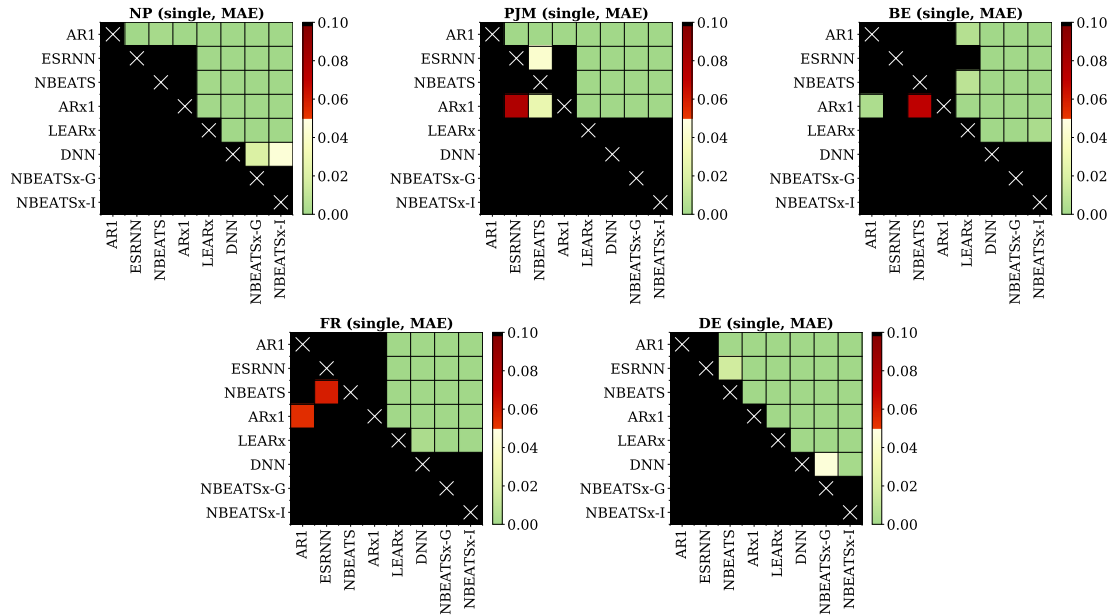 NP (single, MAE)
AR1
ESRNN
NBEATS
ARx1
LEARx
DNN
NBEATSx-G
NBEATSx-I
AR1
ESRNN
NBEATS
ARx1
LEARx
DNN
NBEATSx-G
NBEATSx-I
0.10
0.08
0.06
0.04
0.02
0.00
PJM (single, MAE)
AR1
ESRNN
NBEATS
ARx1
LEARx
DNN
NBEATSx-G
NBEATSx-I
AR1
ESRNN
NBEATS
ARx1
LEARx
DNN
NBEATSx-G
NBEATSx-I
0.10
0.08
0.06
0.04
0.02
0.00
BE (single, MAE)
AR1
ESRNN
NBEATS
ARx1
LEARx
DNN
NBEATSx-G
NBEATSx-I
AR1
ESRNN
NBEATS
ARx1
LEARx
DNN
NBEATSx-G
NBEATSx-I
0.10
0.08
0.06
0.04
0.02
0.00
FR (single, MAE)
AR1
ESRNN
NBEATS
ARx1
LEARx
DNN
NBEATSx-G
NBEATSx-I
AR1
ESRNN
NBEATS
ARx1
LEARx
DNN
NBEATSx-G
NBEATSx-I
0.10
0.08
0.06
0.04
0.02
0.00
DE (single, MAE)
AR1
ESRNN
NBEATS
ARx1
LEARx
DNN
NBEATSx-G
NBEATSx-I
AR1
ESRNN
NBEATS
ARx1
LEARx
DNN
NBEATSx-G
NBEATSx-I
0.10
0.08
0.06
0.04
0.02
0.00